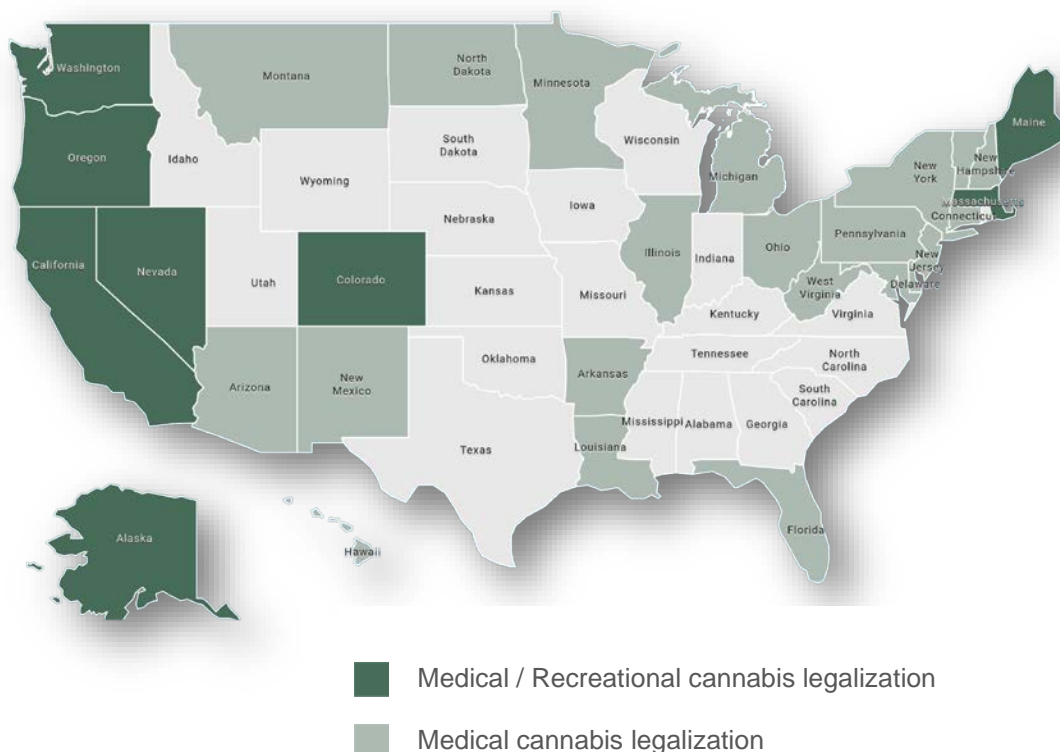 Washington
Montana
North
Dakota
Minnesota
Maine
Oregon
Idaho
South
Dakota
Wisconsin
Michigan
New
York
New
Hampshire
Massachusetts
Connecticut
Wyoming
Iowa
Nebraska
Pennsylvania
California
Nevada
Utah
Colorado
Kansas
Illinois
Indiana
Ohio
New
Jersey
Delaware
West
Virginia
Missouri
Kentucky
Virginia
Arizona
New
Mexico
Oklahoma
Arkansas
Tennessee
North
Carolina
South
Carolina
Texas
Louisiana
Mississippi
Alabama
Georgia
Florida
Alaska
Hawaii
Medical / Recreational cannabis legalization
Medical cannabis legalization